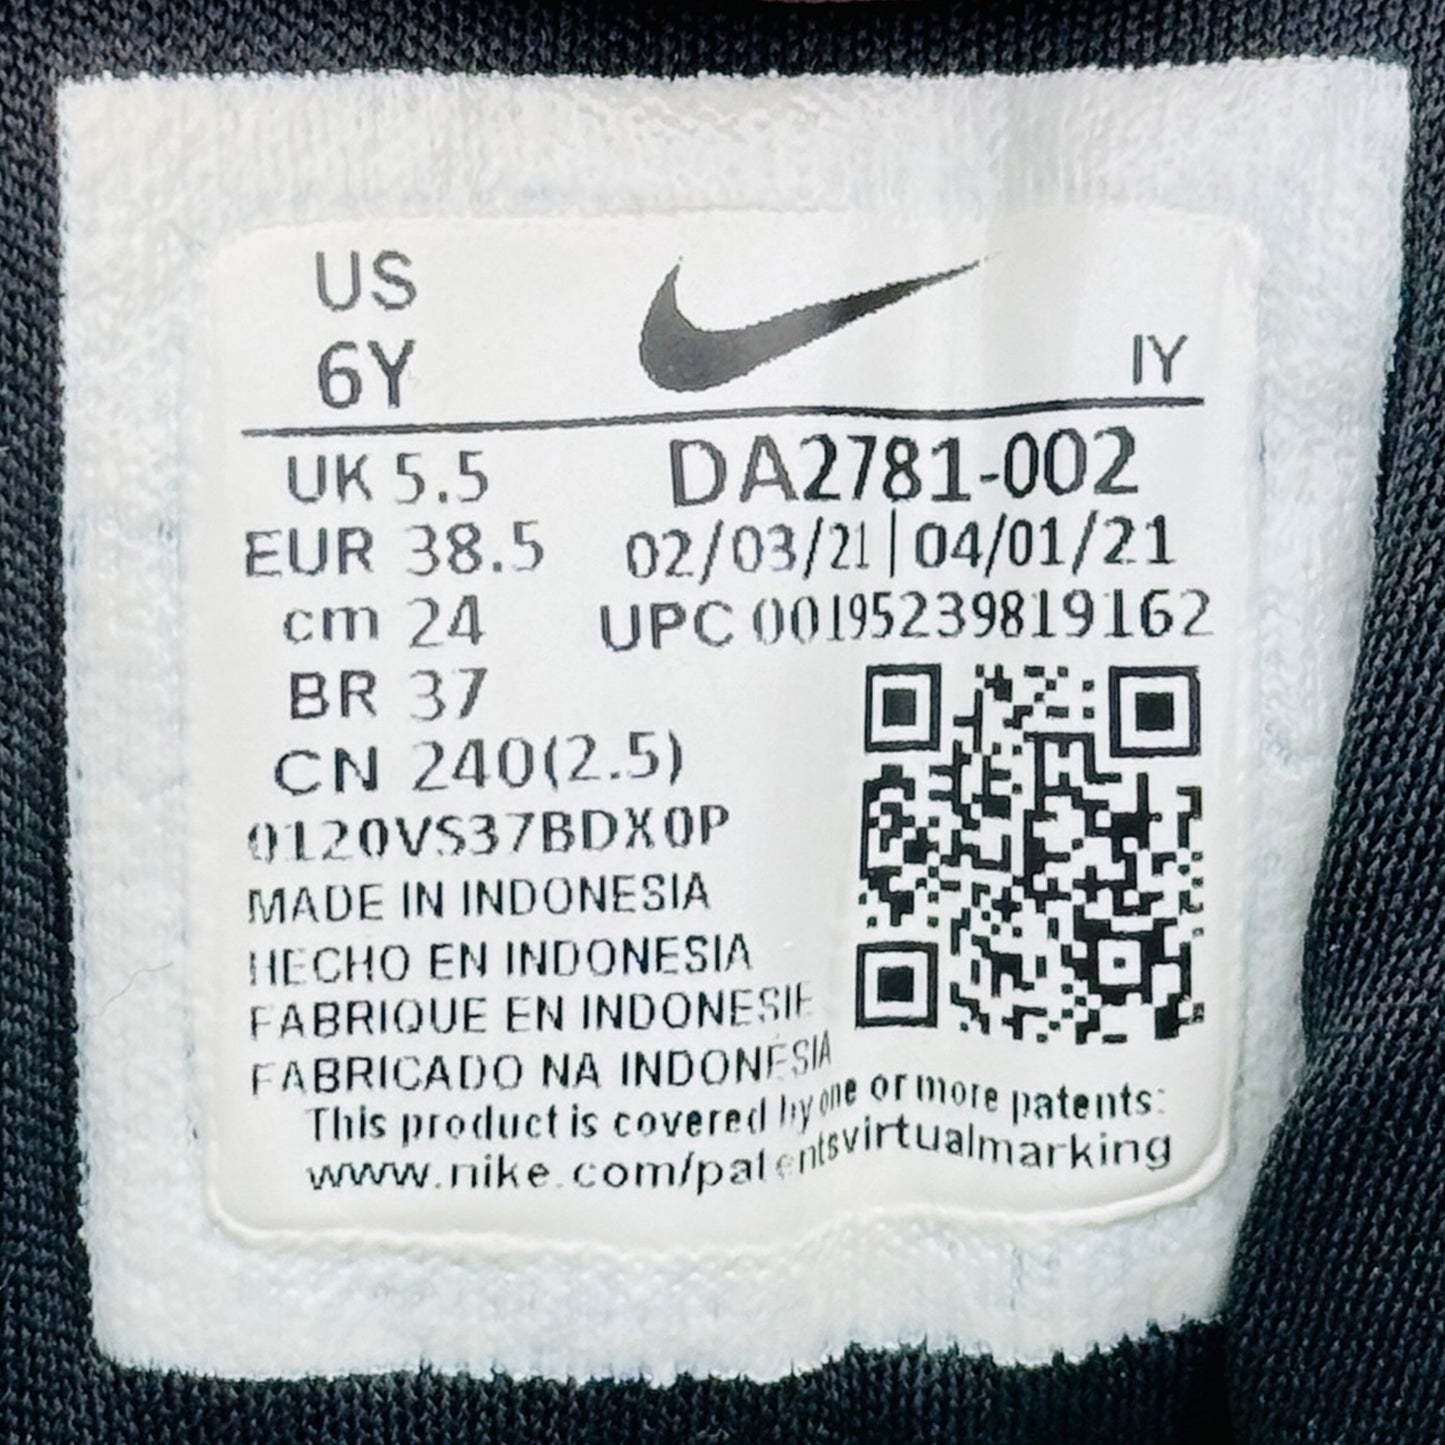 US
6Y
IY
UK 5.5
DA2781-002
EUR 38.5
02/03/21 | 04/01/21
cm 24
UPC 00195239819162
BR 37
CN 240(2.5)
0120VS37BDX0P
MADE IN INDONESIA
HECHO EN INDONESIA
FABRIQUE EN INDONESIE
FABRICADO NA INDONÉSIA
This product is covered by one or more patents:
www.nike.com/patentsvirtualmarking